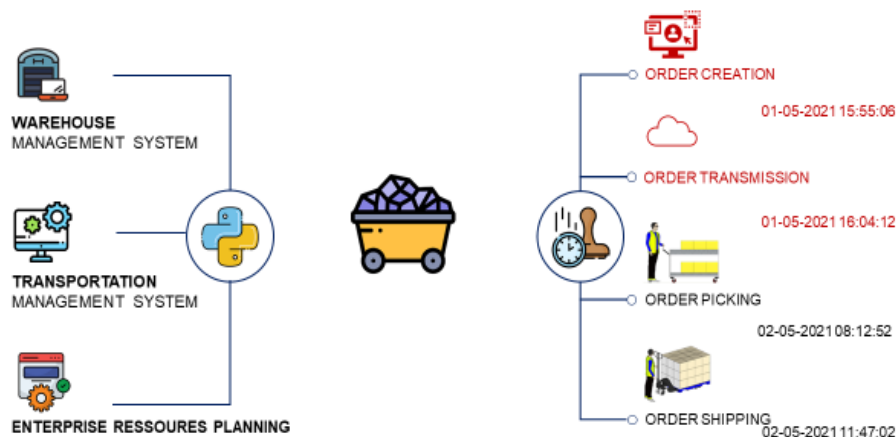 WAREHOUSE
MANAGEMENT SYSTEM
TRANSPORTATION
MANAGEMENT SYSTEM
ENTERPRISE RESSOURES PLANNING
ORDER CREATION
01-05-2021 15:55:06
ORDER TRANSMISSION
01-05-2021 16:04:12
ORDER PICKING
02-05-2021 08:12:52
ORDER SHIPPING
02-05-2021 11:47:02